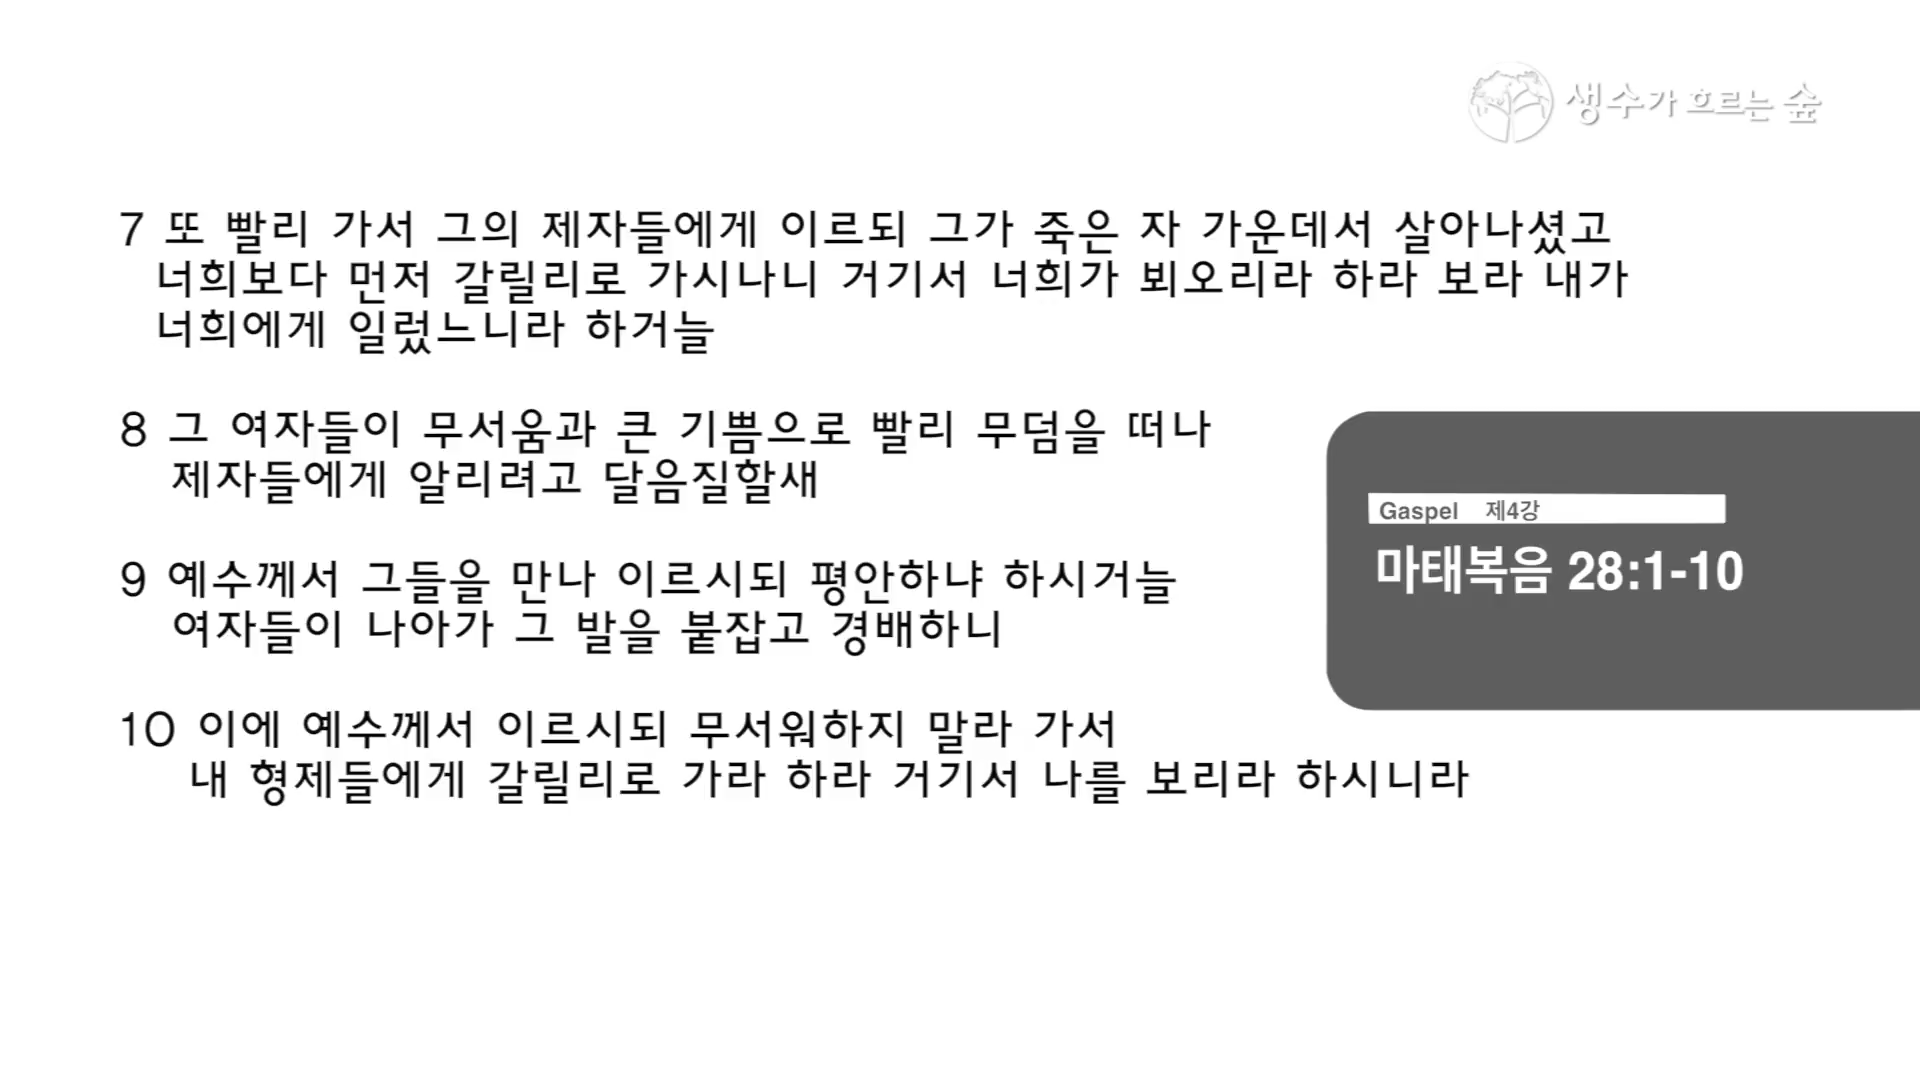 생수가 흐르는 숲
7 또 빨리 가서 그의 제자들에게 이르되 그가 죽은 자 가운데서 살아나셨고
너희보다 먼저 갈릴리로 가시나니 거기서 너희가 뵈오리라 하라 보라 내가
너희에게 일렀느니라 하거늘
8 그 여자들이 무서움과 큰 기쁨으로 빨리 무덤을 떠나
제자들에게 알리려고 달음질할새
9 예수께서 그들을 만나 이르시되 평안하냐 하시거늘
여자들이 나아가 그 발을 붙잡고 경배하니
10 이에 예수께서 이르시되 무서워하지 말라 가서
내 형제들에게 갈릴리로 가라 하라 거기서 나를 보리라 하시니라
Gaspel 제4강
마태복음 28:1-10